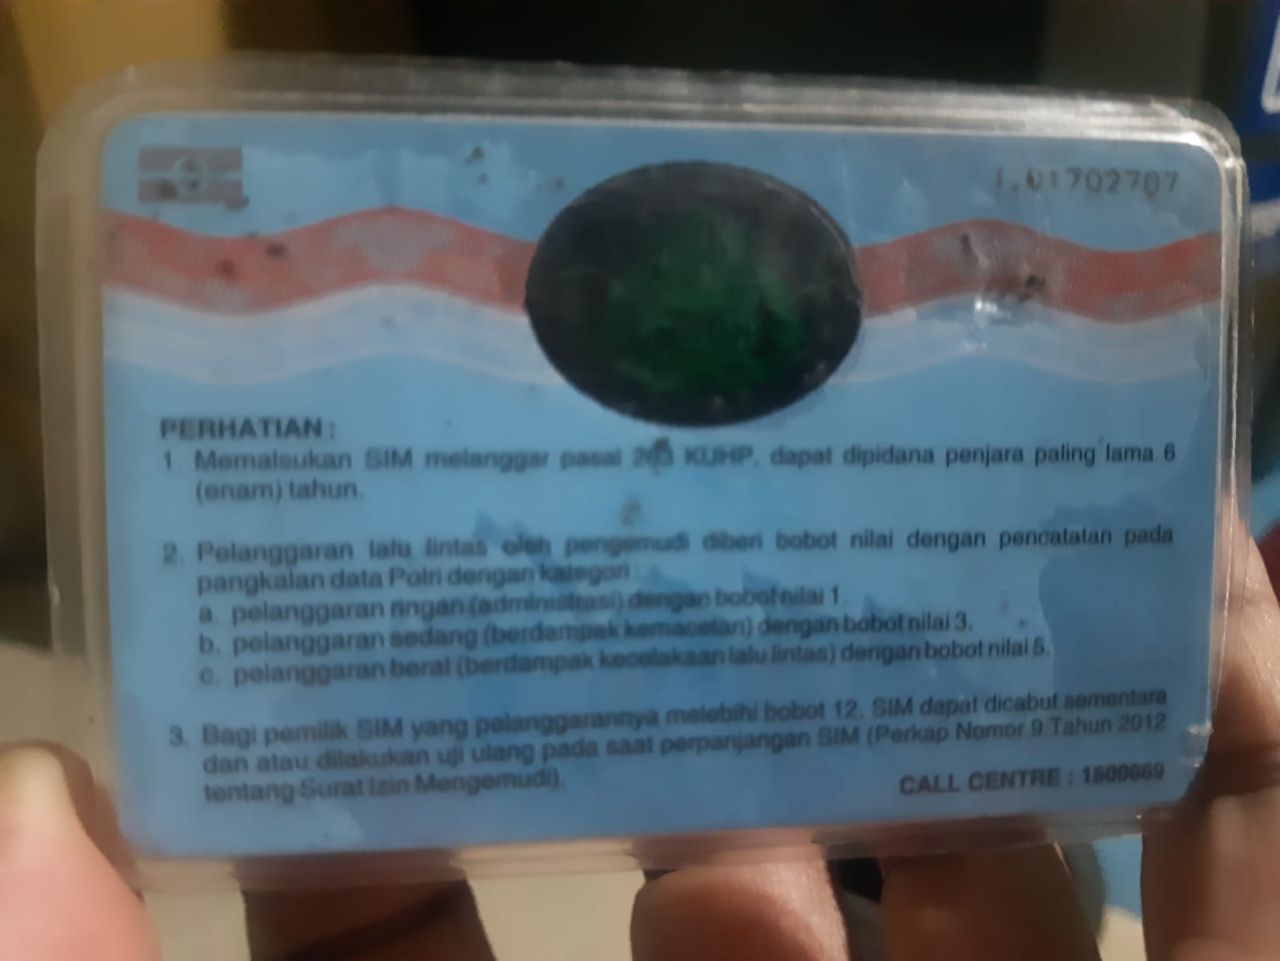 01702707
PERHATIAN :
1. Memalsukan SIM melanggar pasal 263 KUHP, dapat dipidana penjara paling lama 6
(enam) tahun.
2. Pelanggaran lalu lintas oleh pengemudi diberi bobot nilai dengan pencatatan pada
pangkalan data Polri dengan kategori :
a. pelanggaran ringan (administrasi) dengan bobot nilai 1.
b. pelanggaran sedang (berdampak kemacetan) dengan bobot nilai 3.
c. pelanggaran berat (berdampak kecelakaan lalu lintas) dengan bobot nilai 5.
3. Bagi pemilik SIM yang pelanggarannya melebihi bobot 12, SIM dapat dicabut sementara
dan atau dilakukan uji ulang pada saat perpanjangan SIM (Perkap Nomor 9 Tahun 2012
tentang Surat Izin Mengemudi).
CALL CENTRE : 1500669